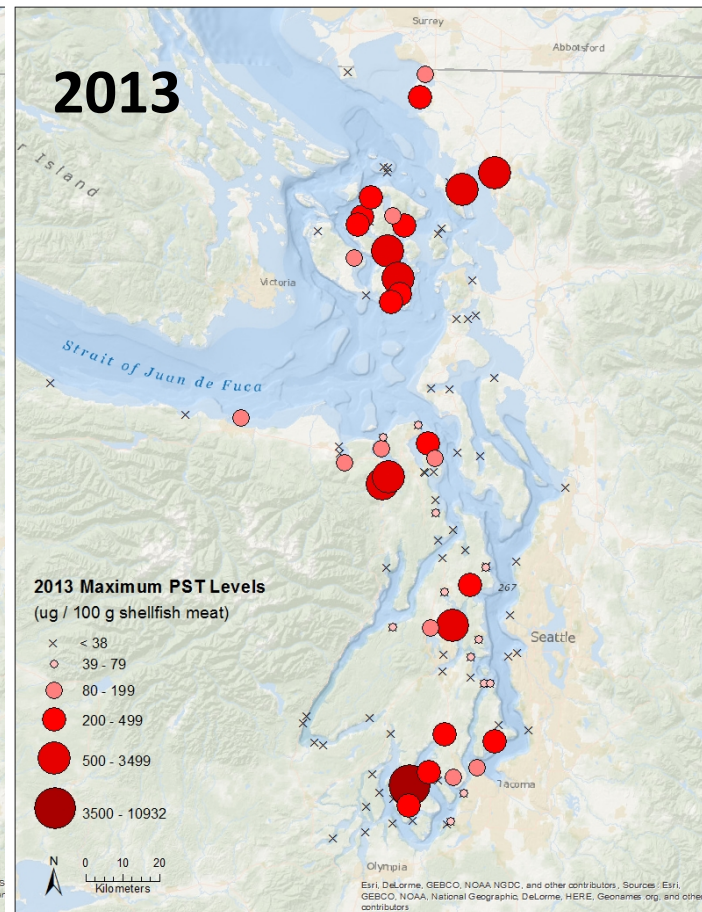 2013
Surrey
Abbotsford
r Island
Victoria
Strait of Juan de Fuca
267
Seattle
Tacoma
Olympia
2013 Maximum PST Levels
(ug / 100 g shellfish meat)
< 38
39 - 79
80 - 199
200 - 499
500 - 3499
3500 - 10932
N
0 10 20
Kilometers
Esri, DeLorme, GEBCO, NOAA NGDC, and other contributors, Sources: Esri,
GEBCO, NOAA, National Geographic, DeLorme, HERE, Geonames.org, and other
contributors